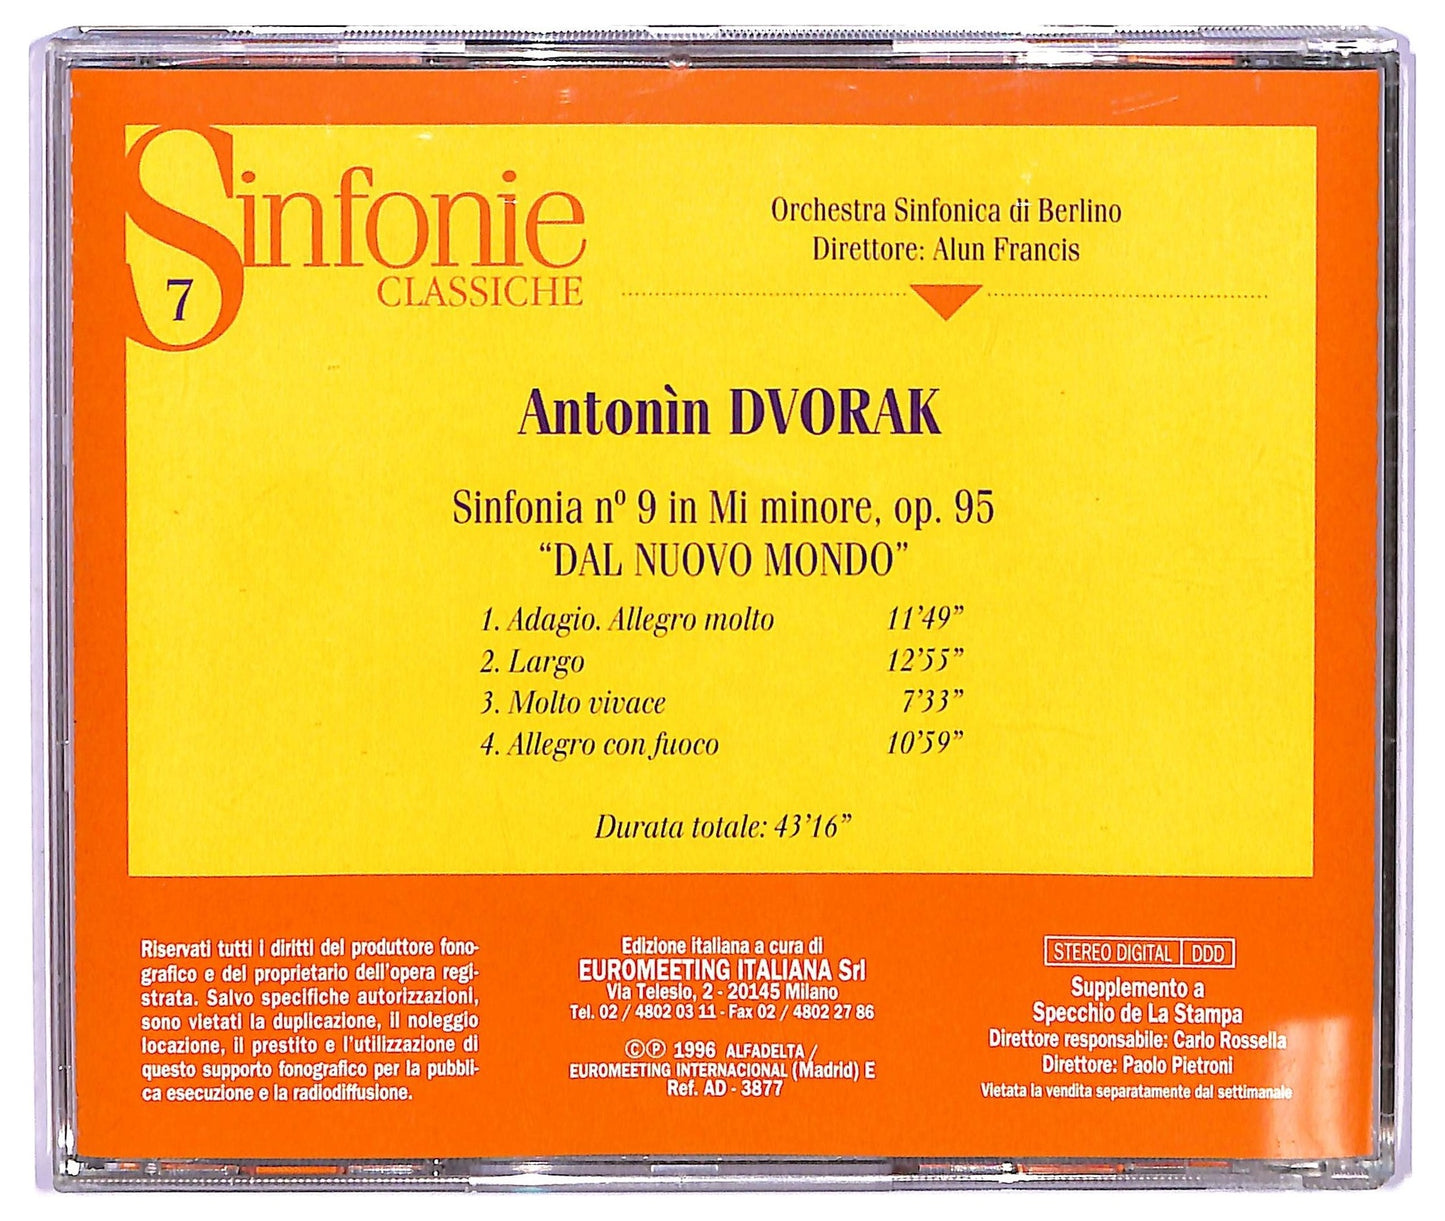 Sinfonie
CLASSICHE
7
Orchestra Sinfonica di Berlino
Direttore: Alun Francis
Antonìn DVORAK
Sinfonia nº 9 in Mi minore, op. 95
“DAL NUOVO MONDO”
1. Adagio. Allegro molto 11’49”
2. Largo 12’55”
3. Molto vivace 7’33”
4. Allegro con fuoco 10’59”
Durata totale: 43’16”
Riservati tutti i diritti del produttore fono-
grafico e del proprietario dell’opera regi-
strata. Salvo specifiche autorizzazioni,
sono vietati la duplicazione, il noleggio
locazione, il prestito e l’utilizzazione di
questo supporto fonografico per la pubbli-
ca esecuzione e la radiodiffusione.
Edizione italiana a cura di
EUROMEETING ITALIANA Srl
Via Telesio, 2 - 20145 Milano
Tel. 02 / 4802 03 11 - Fax 02 / 4802 27 86
©℗ 1996 ALFADELTA /
EUROMEETING INTERNACIONAL (Madrid) E
Ref. AD - 3877
STEREO DIGITAL DDD
Supplemento a
Specchio de La Stampa
Direttore responsabile: Carlo Rossella
Direttore: Paolo Pietroni
Vietata la vendita separatamente dal settimanale